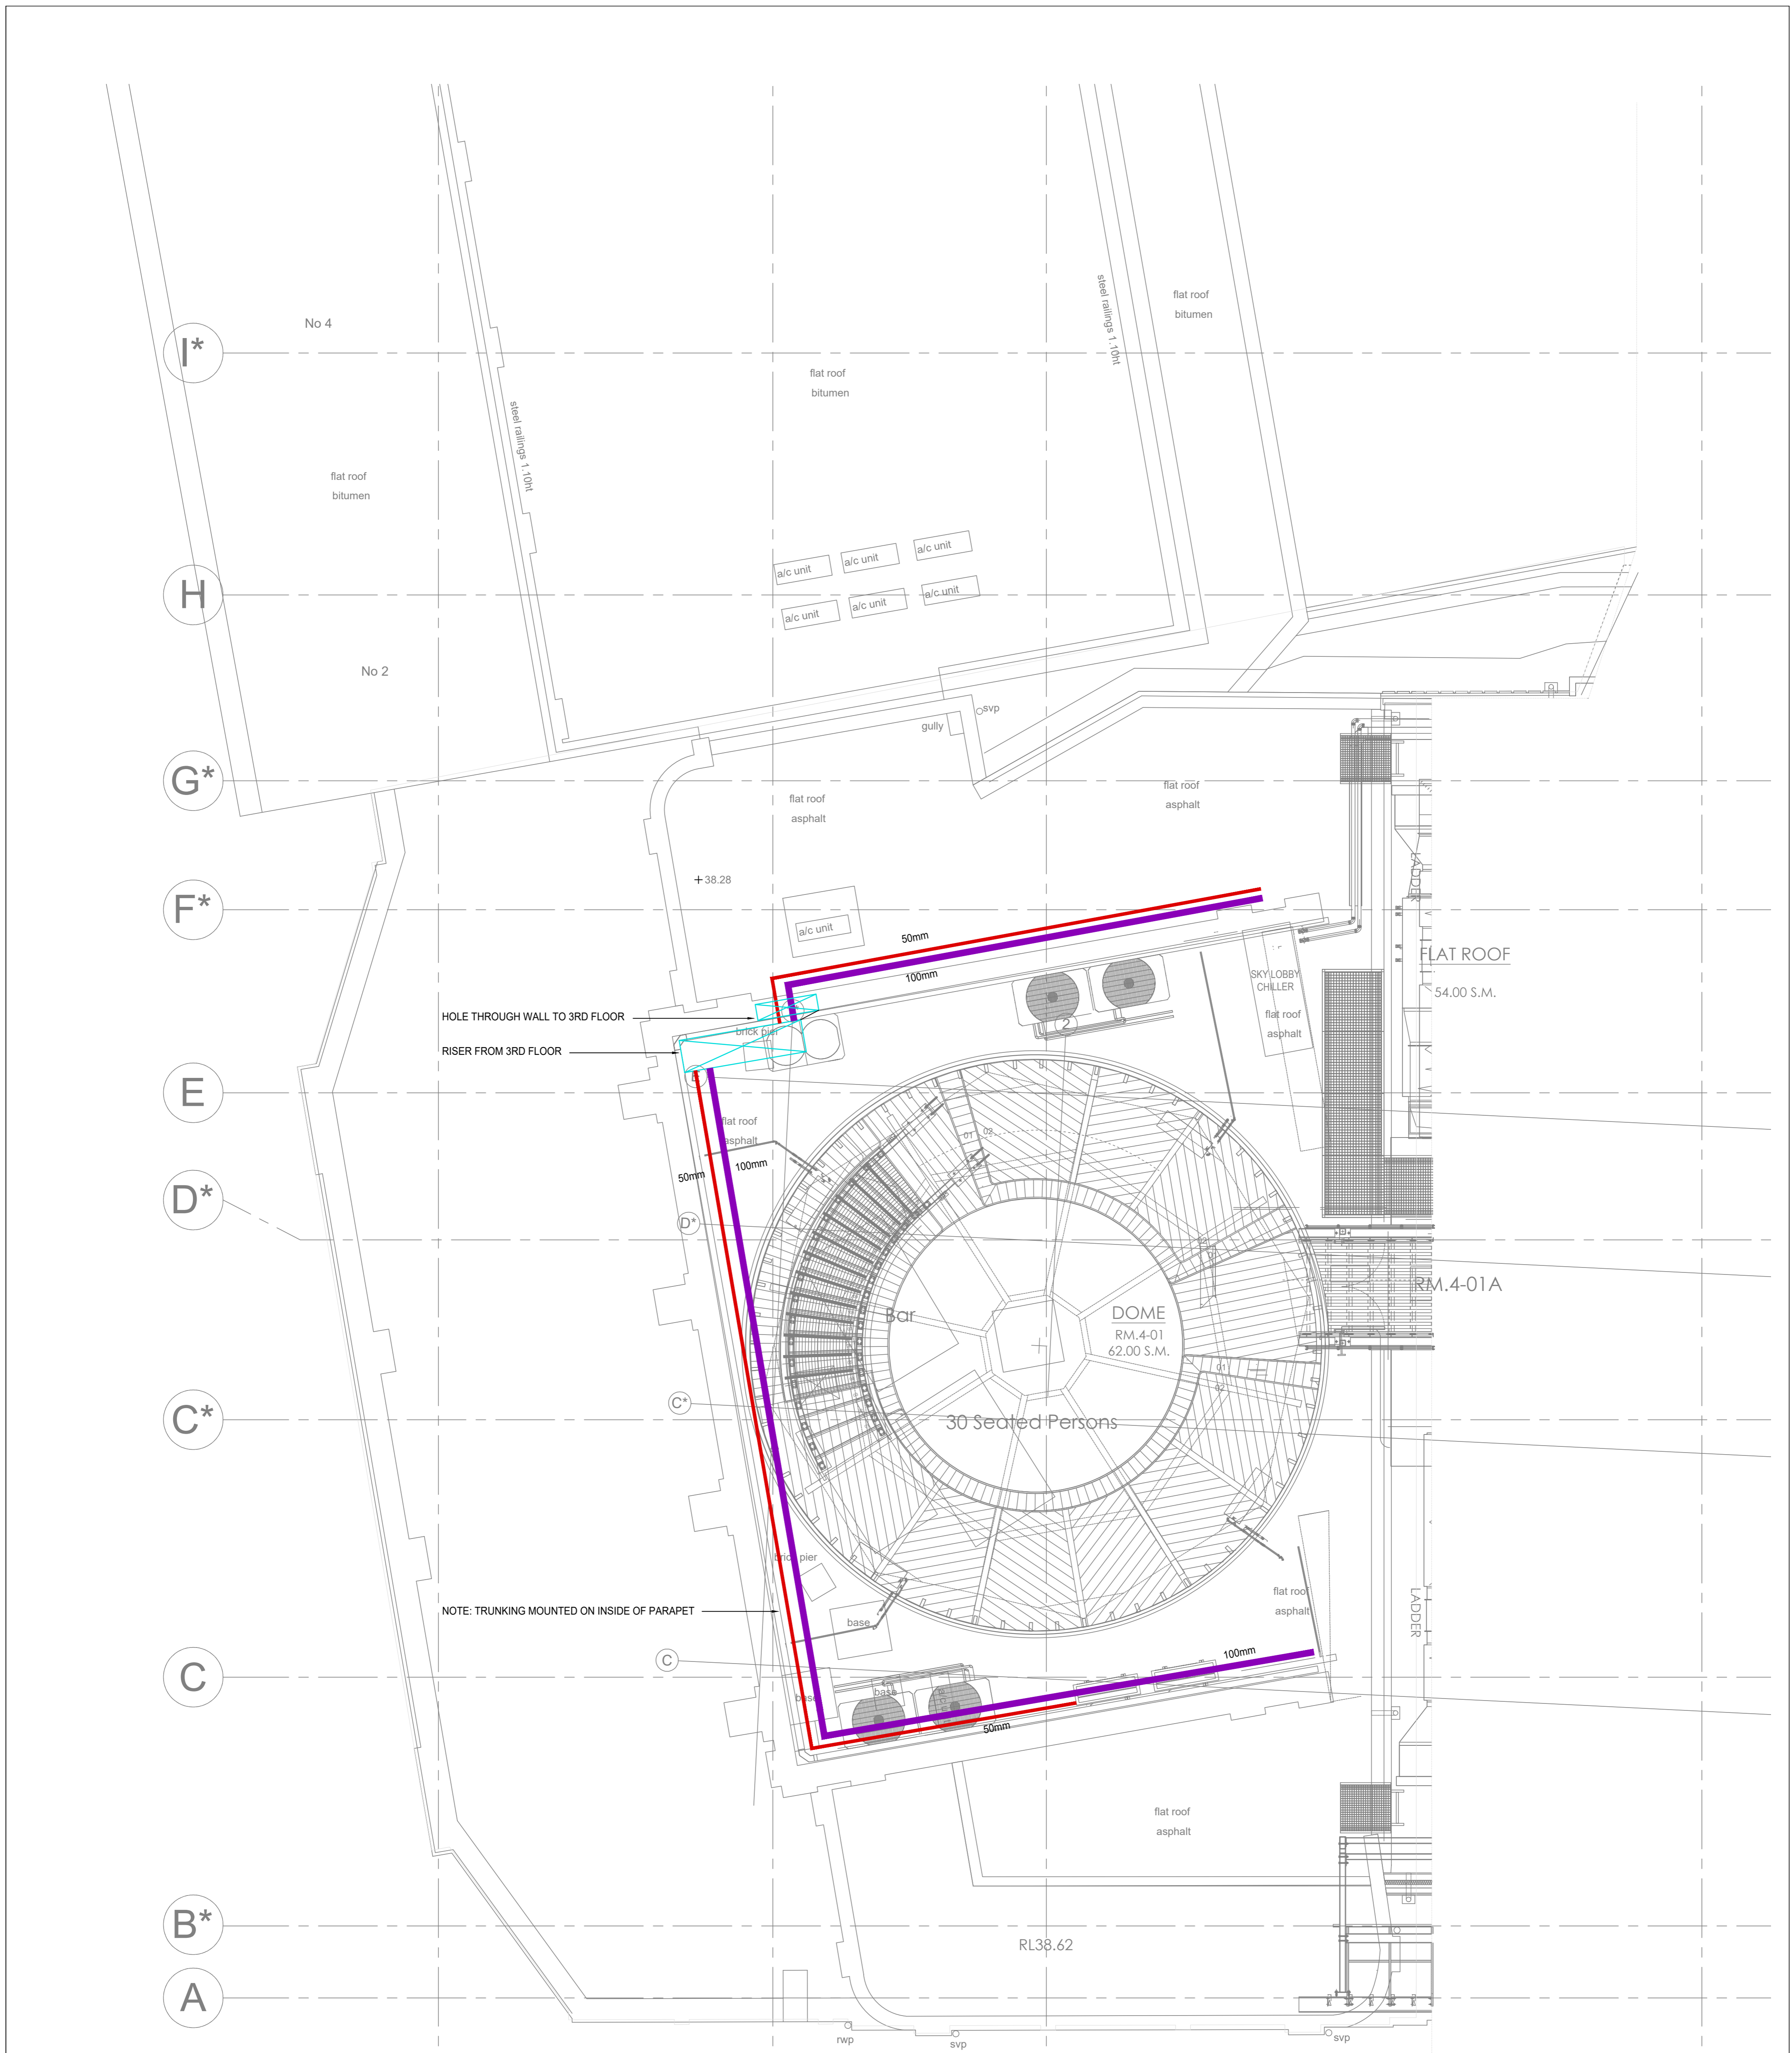 No 4
I*
steel railings 1.10ht
flat roof
bitumen
steel railings 1.10ht
flat roof
bitumen
flat roof
bitumen
a/c unit
a/c unit
a/c unit
H
a/c unit
a/c unit
a/c unit
No 2
svp
gully
G*
flat roof
asphalt
flat roof
asphalt
LADDER
+38.28
F*
a/c unit
50mm
100mm
SKY LOBBY
CHILLER
FLAT ROOF
54.00 S.M.
HOLE THROUGH WALL TO 3RD FLOOR
brick pier
2
flat roof
asphalt
RISER FROM 3RD FLOOR
E
flat roof
asphalt
01
02
50mm
100mm
D*
D*
RM.4-01A
Bar
DOME
RM.4-01
62.00 S.M.
01
02
C*
C*
30 Seated Persons
brick pier
flat roof
asphalt
LADDER
NOTE: TRUNKING MOUNTED ON INSIDE OF PARAPET
base
C
C
100mm
base
base
50mm
flat roof
asphalt
B*
RL38.62
A
rwp
svp
svp